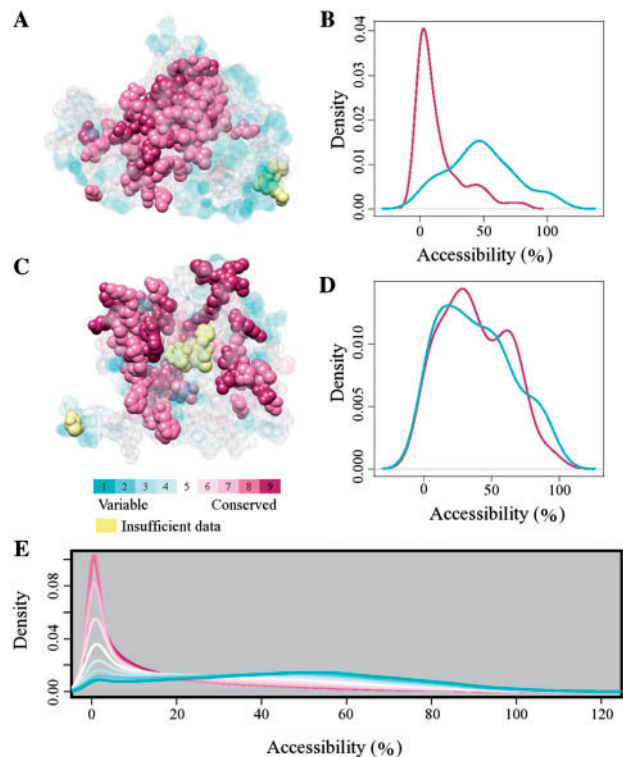 A
B
Density
0.00 0.01 0.02 0.03 0.04
0 50 100
Accessibility (%)
C
D
Density
0.000 0.005 0.010
0 50 100
Accessibility (%)
1 2 3 4 5 6 7 8 9
Variable Conserved
Insufficient data
E
Density
0.00 0.04 0.08
0 20 40 60 80 100 120
Accessibility (%)